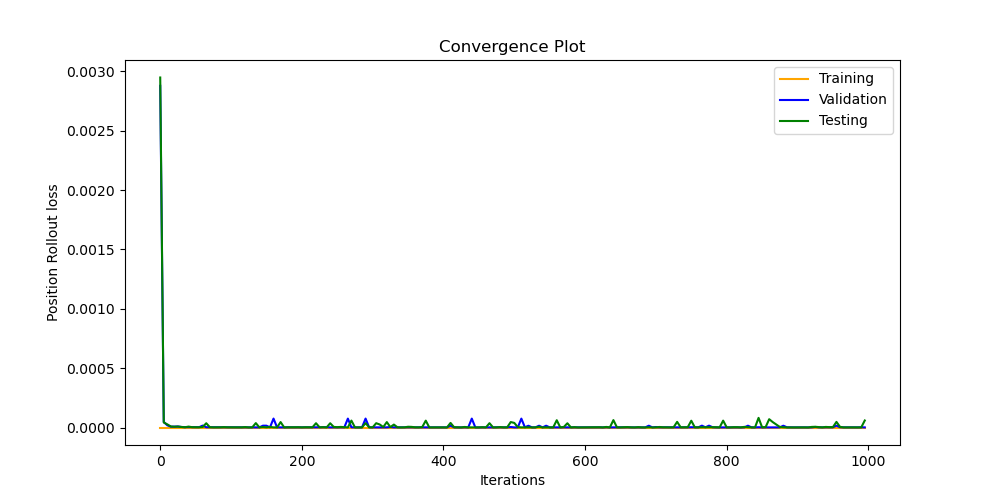 Convergence Plot
Position Rollout loss
0.0030
0.0025
0.0020
0.0015
0.0010
0.0005
0.0000
Training
Validation
Testing
0 200 400 600 800 1000
Iterations